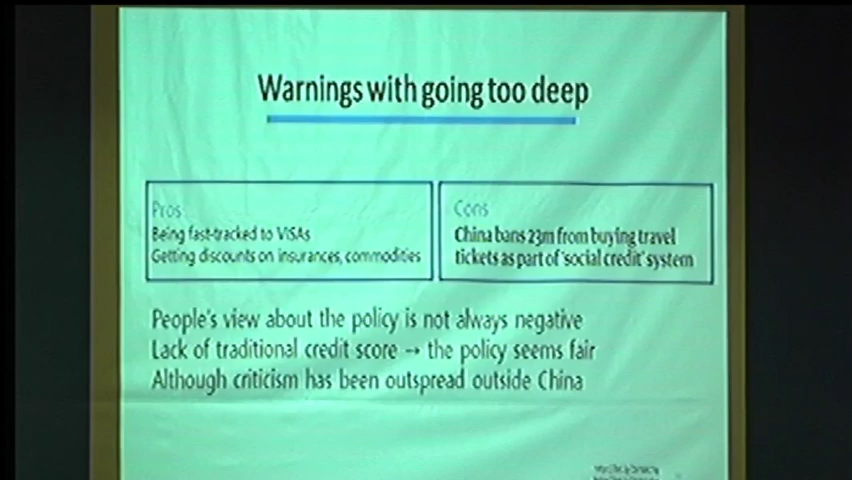 Warnings with going too deep
Pros
Being fast-tracked to VISAs
Getting discounts on insurances, commodities
Cons
China bans 23m from buying travel
tickets as part of 'social credit' system
People's view about the policy is not always negative
Lack of traditional credit score → the policy seems fair
Although criticism has been outspread outside China